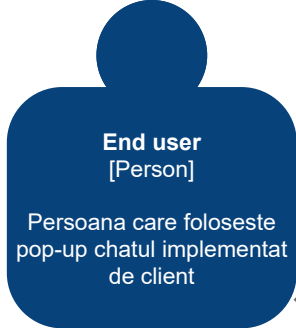 End user
[Person]
Persoana care foloseste
pop-up chatul implementat
de client